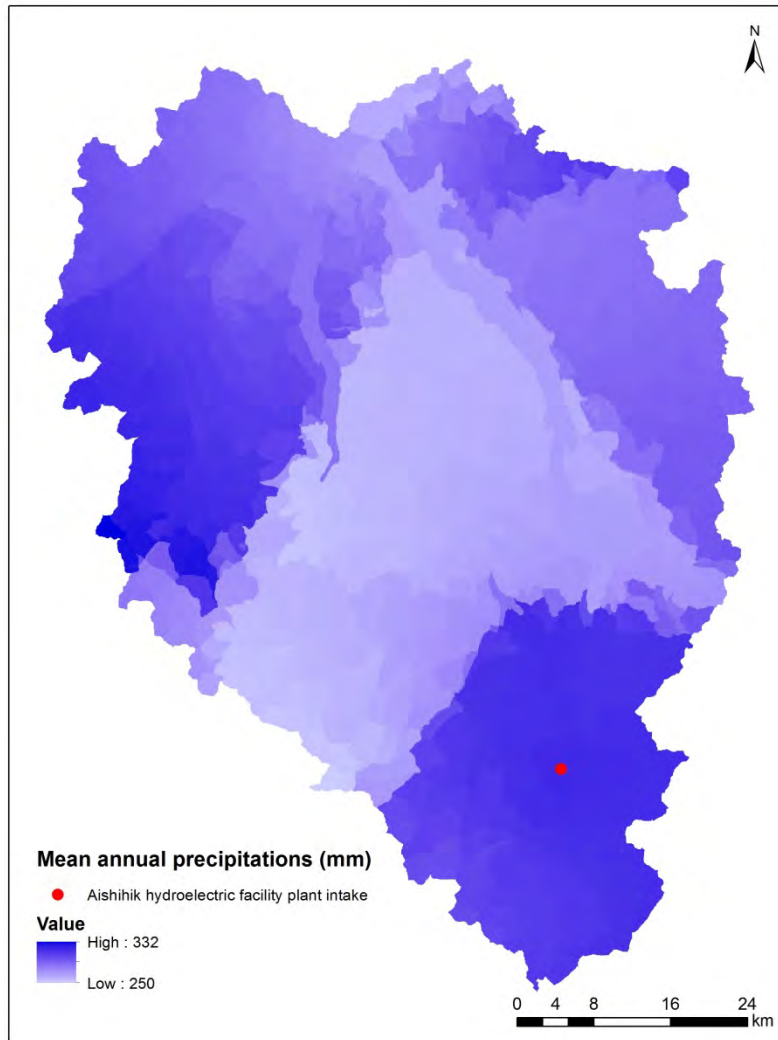 N
Mean annual precipitations (mm)
Aishihik hydroelectric facility plant intake
Value
High : 332
Low : 250
0 4 8 16 24
km